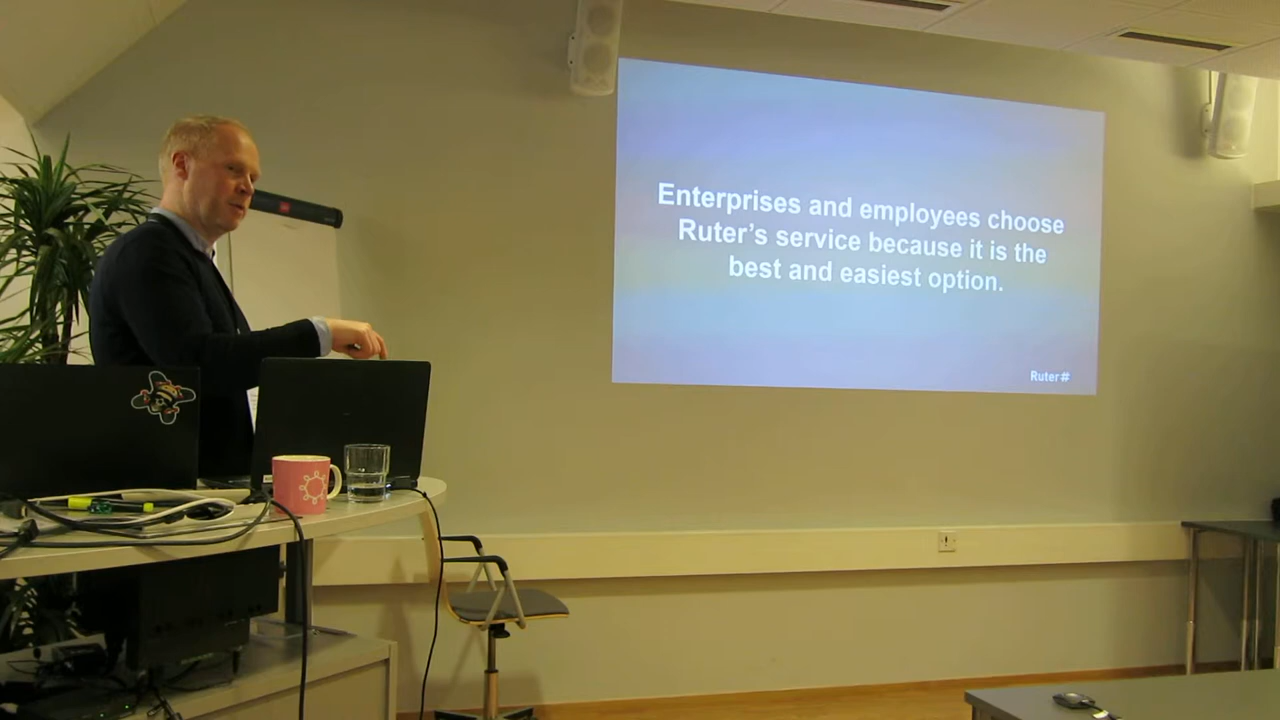 Enterprises and employees choose
Ruter's service because it is the
best and easiest option.
Ruter#